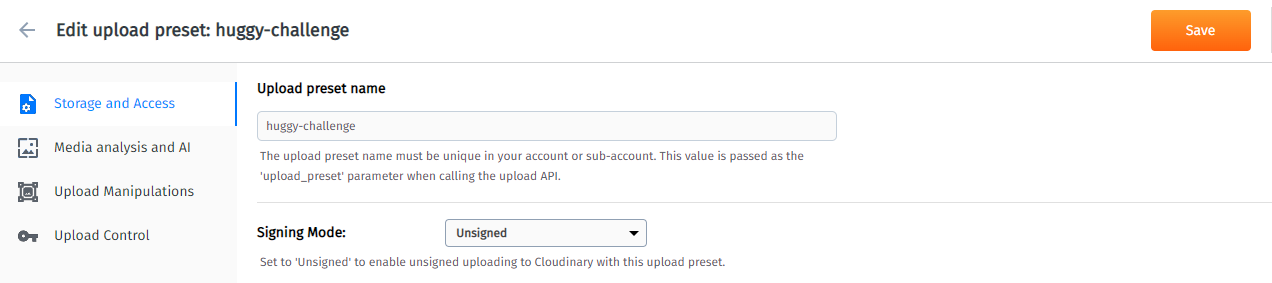 Edit upload preset: huggy-challenge
Save
Storage and Access
Media analysis and AI
Upload Manipulations
Upload Control
Upload preset name
huggy-challenge
The upload preset name must be unique in your account or sub-account. This value is passed as the
'upload_preset' parameter when calling the upload API.
Signing Mode:
Unsigned
Set to 'Unsigned' to enable unsigned uploading to Cloudinary with this upload preset.